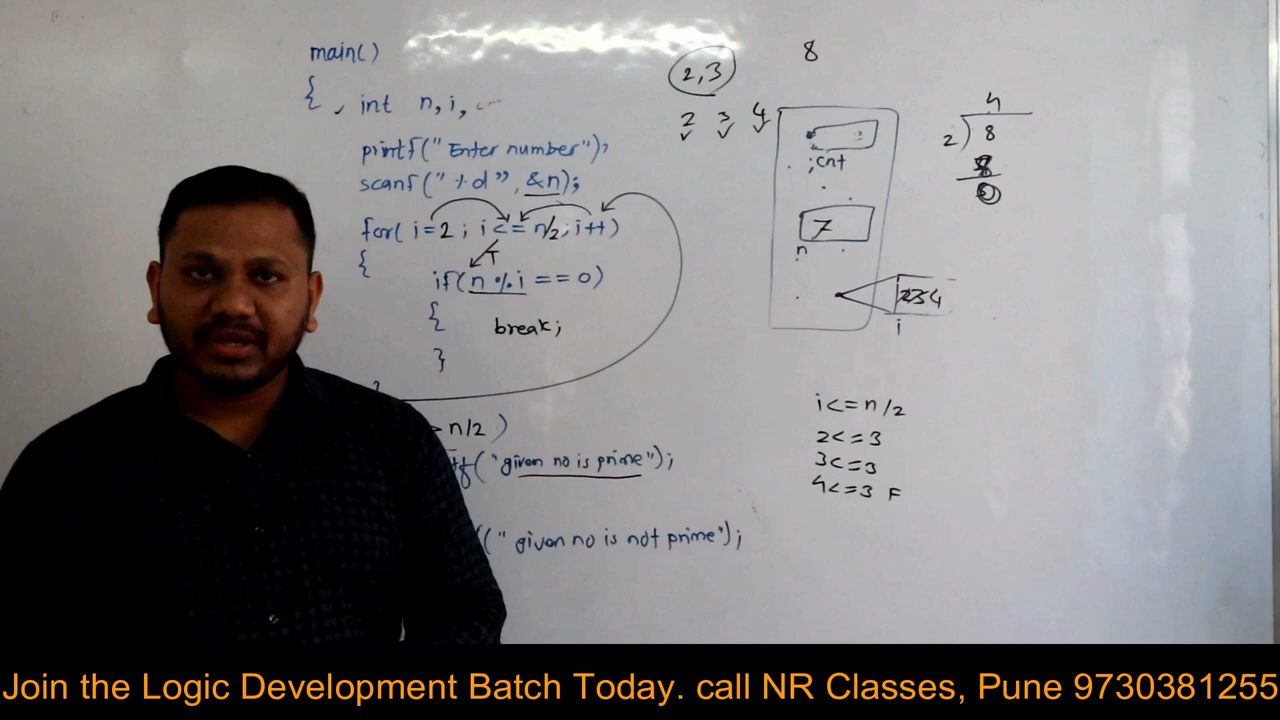 main()
{ int n, i,
printf("Enter number");
scanf("%d", &n);
for( i=2 ; i<=n/2; i++)
{
T
if(n%i ==0)
{
break;
}
}
> n/2 )
tf("given no is prime");
f(" given no is not prime");
8
2,3
2 3 4
cnt
7
n
234
i
4
2) 8
8
0
i<=n/2
2<=3
3<=3
4<=3 F
Join the Logic Development Batch Today. call NR Classes, Pune 9730381255